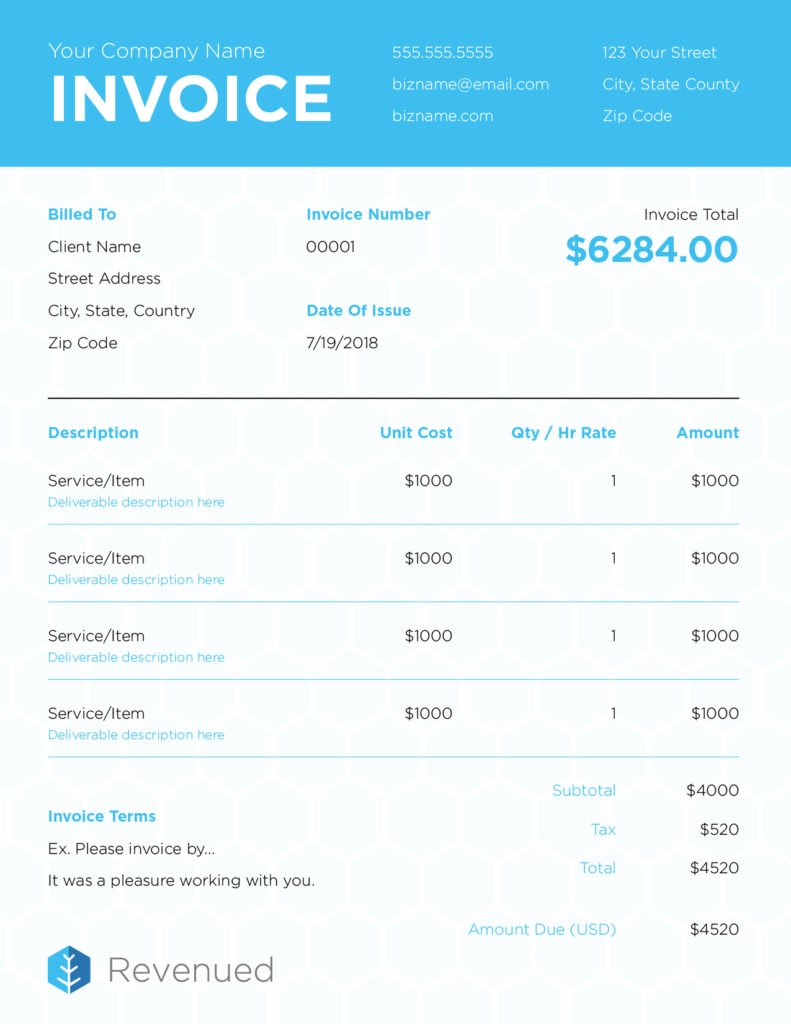 Your Company Name
INVOICE
555.555.5555
bizname@email.com
bizname.com
123 Your Street
City, State County
Zip Code
Billed To
Client Name
Street Address
City, State, Country
Zip Code
Invoice Number
00001
Date Of Issue
7/19/2018
Invoice Total
$6284.00
Description Unit Cost Qty / Hr Rate Amount
Service/Item $1000 1 $1000
Deliverable description here
Service/Item $1000 1 $1000
Deliverable description here
Service/Item $1000 1 $1000
Deliverable description here
Service/Item $1000 1 $1000
Deliverable description here
Subtotal $4000
Tax $520
Total $4520
Amount Due (USD) $4520
Invoice Terms
Ex. Please invoice by...
It was a pleasure working with you.
Revenued